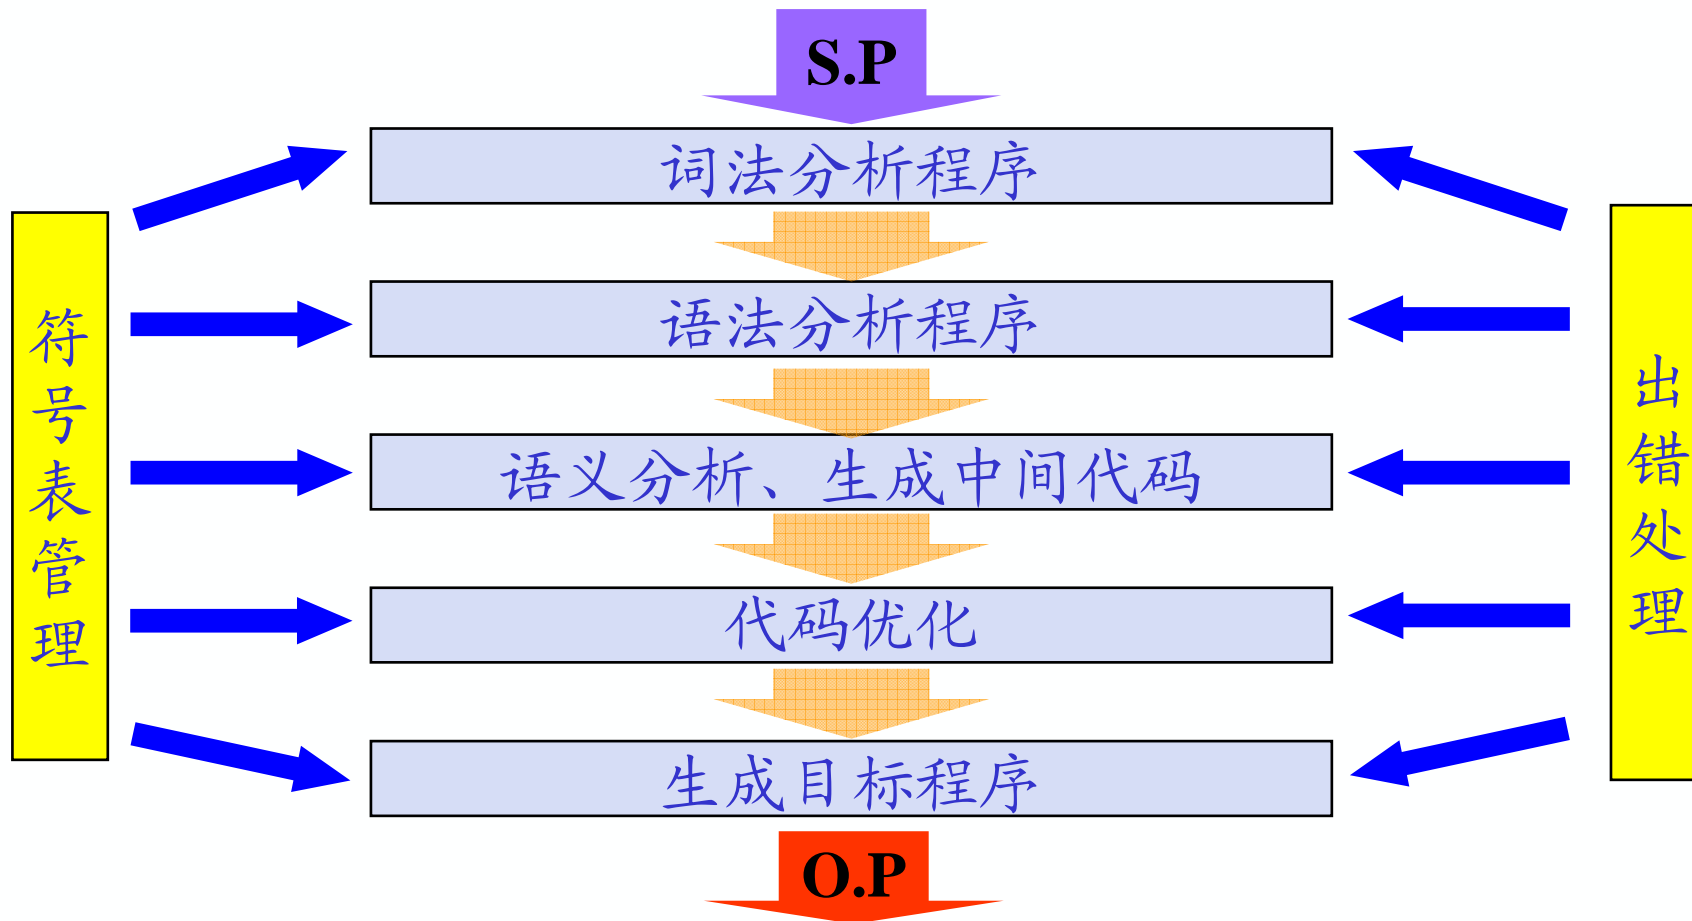 S.P
词法分析程序
语法分析程序
语义分析、生成中间代码
代码优化
生成目标程序
O.P
符号表管理
出错处理